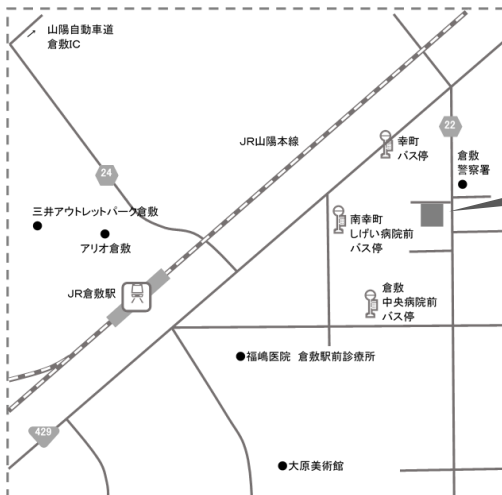 山陽自動車道
倉敷IC
JR山陽本線
幸町
バス停
22
倉敷
警察署
24
三井アウトレットパーク倉敷
アリオ倉敷
南幸町
しげい病院前
バス停
JR倉敷駅
倉敷
中央病院前
バス停
福嶋医院 倉敷駅前診療所
429
大原美術館